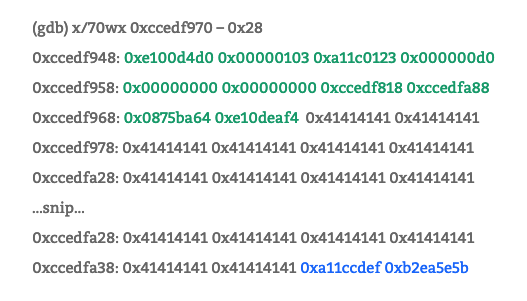 (gdb) x/70wx 0xccedf970 – 0x28
0xccedf948: 0xe100d4d0 0x00000103 0xa11c0123 0x000000d0
0xccedf958: 0x00000000 0x00000000 0xccedf818 0xccedfa88
0xccedf968: 0x0875ba64 0xe10deaf4 0x41414141 0x41414141
0xccedf978: 0x41414141 0x41414141 0x41414141 0x41414141
0xccedfa28: 0x41414141 0x41414141 0x41414141 0x41414141
...snip...
0xccedfa28: 0x41414141 0x41414141 0x41414141 0x41414141
0xccedfa38: 0x41414141 0x41414141 0xa11ccdef 0xb2ea5e5b